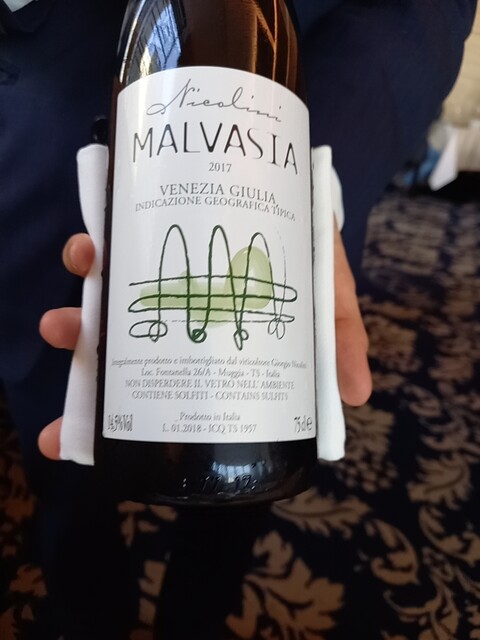 Nicolini
MALVASIA
2017
VENEZIA GIULIA
INDICAZIONE GEOGRAFICA TIPICA
integralmente prodotto e imbottigliato dal viticoltore Giorgio Nicolini
Loc. Fontanella 26/A - Muggia - TS - Italia
NON DISPERDERE IL VETRO NELL'AMBIENTE
CONTIENE SOLFITI - CONTAINS SULFITS
Prodotto in Italia
14,5%Vol L. 01.2018 - ICQ TS 1957 75 cl e